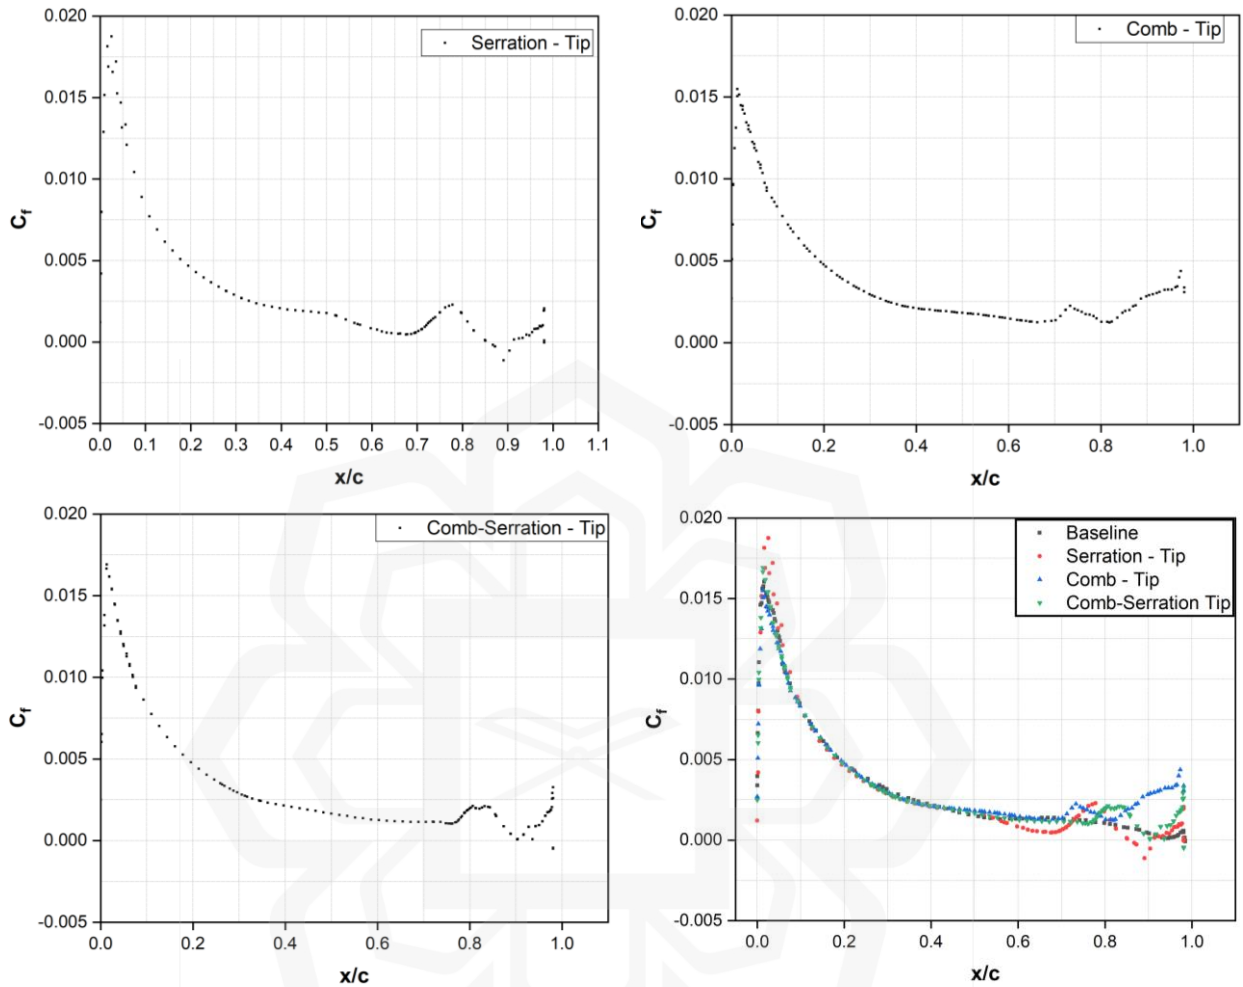 0.020
0.015
0.010
0.005
0.000
-0.005
Cf
Serration - Tip
0.0 0.1 0.2 0.3 0.4 0.5 0.6 0.7 0.8 0.9 1.0 1.1
x/c
0.020
0.015
0.010
0.005
0.000
-0.005
Cf
Comb - Tip
0.0 0.2 0.4 0.6 0.8 1.0
x/c
0.020
0.015
0.010
0.005
0.000
-0.005
Cf
Comb-Serration - Tip
0.0 0.2 0.4 0.6 0.8 1.0
x/c
0.020
0.015
0.010
0.005
0.000
-0.005
Cf
Baseline
Serration - Tip
Comb - Tip
Comb-Serration Tip
0.0 0.2 0.4 0.6 0.8 1.0
x/c